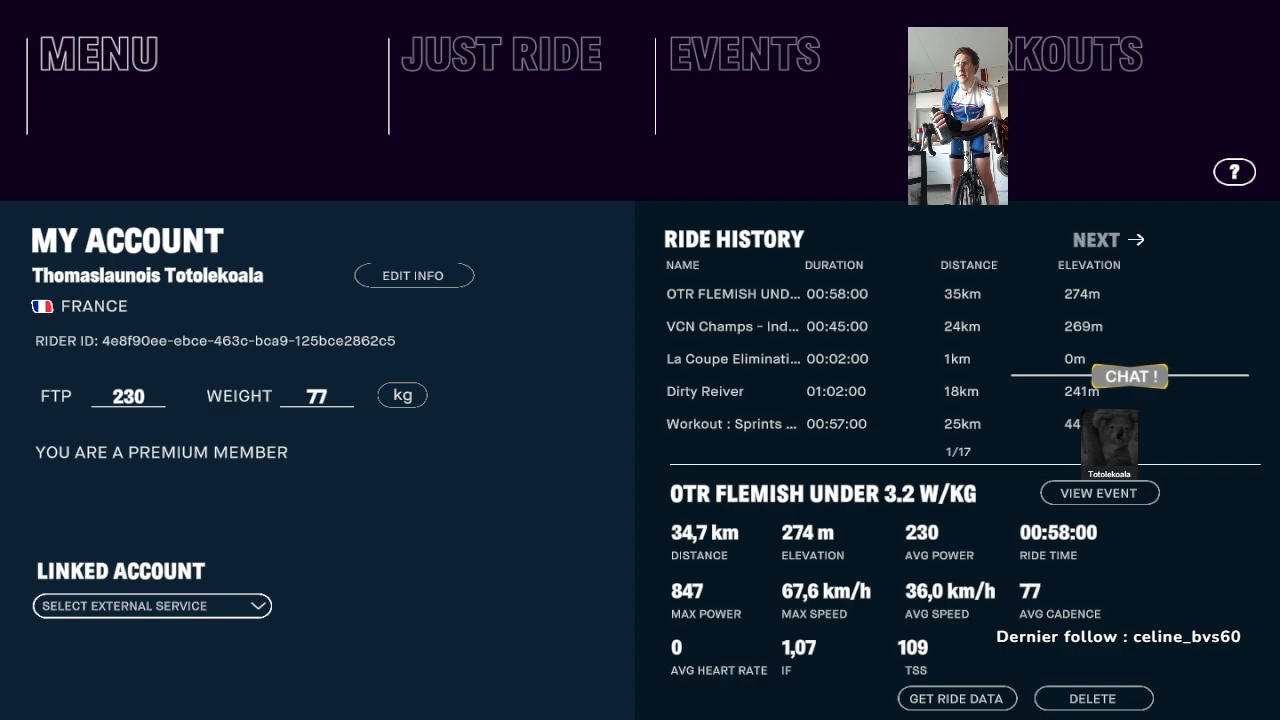 MENU
JUST RIDE
EVENTS
RKOUTS
?
MY ACCOUNT
Thomaslaunois Totolekoala
EDIT INFO
FRANCE
RIDER ID: 4e8f90ee-ebce-463c-bca9-125bce2862c5
FTP 230 WEIGHT 77 kg
YOU ARE A PREMIUM MEMBER
LINKED ACCOUNT
SELECT EXTERNAL SERVICE
RIDE HISTORY
NEXT
NAME DURATION DISTANCE ELEVATION
OTR FLEMISH UND... 00:58:00 35km 274m
VCN Champs - Ind... 00:45:00 24km 269m
La Coupe Eliminati... 00:02:00 1km 0m
CHAT !
Dirty Reiver 01:02:00 18km 241m
Workout : Sprints ... 00:57:00 25km 44
1/17
Totolekoala
OTR FLEMISH UNDER 3.2 W/KG
VIEW EVENT
34,7 km 274 m 230 00:58:00
DISTANCE ELEVATION AVG POWER RIDE TIME
847 67,6 km/h 36,0 km/h 77
MAX POWER MAX SPEED AVG SPEED AVG CADENCE
Dernier follow : celine_bvs60
0 1,07 109
AVG HEART RATE IF TSS
GET RIDE DATA
DELETE